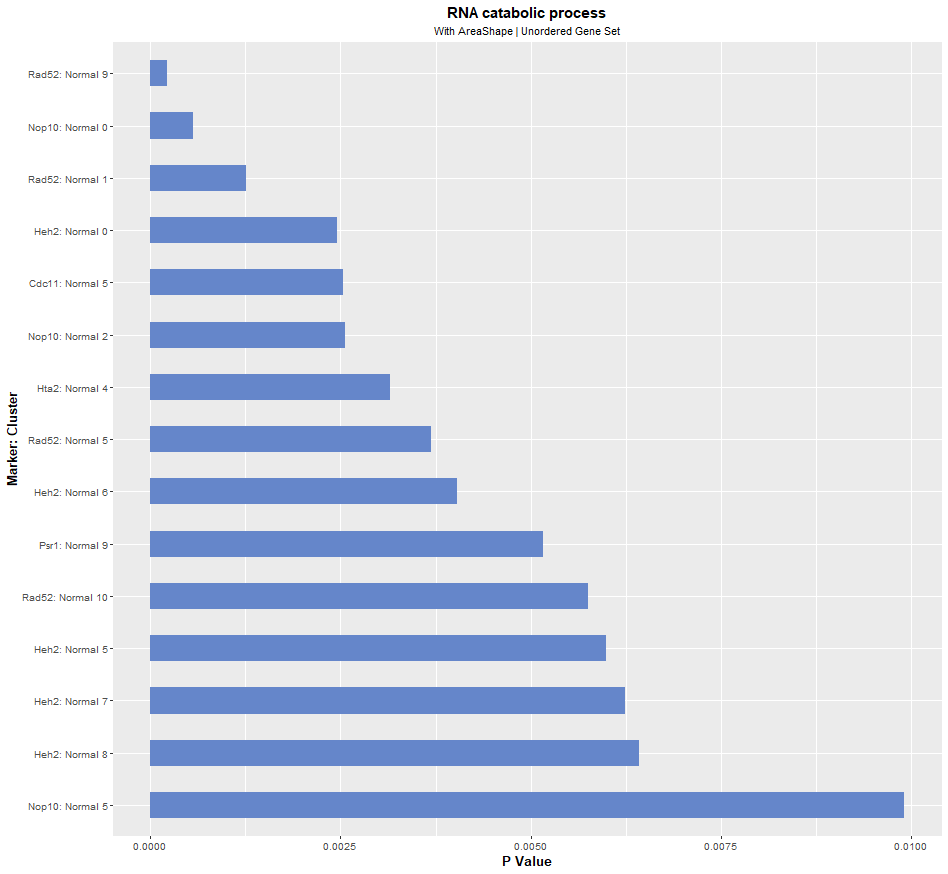 RNA catabolic process
With AreaShape | Unordered Gene Set
Marker: Cluster
Rad52: Normal 9
Nop10: Normal 0
Rad52: Normal 1
Heh2: Normal 0
Cdc11: Normal 5
Nop10: Normal 2
Hta2: Normal 4
Rad52: Normal 5
Heh2: Normal 6
Psr1: Normal 9
Rad52: Normal 10
Heh2: Normal 5
Heh2: Normal 7
Heh2: Normal 8
Nop10: Normal 5
0.0000 0.0025 0.0050 0.0075 0.0100
P Value